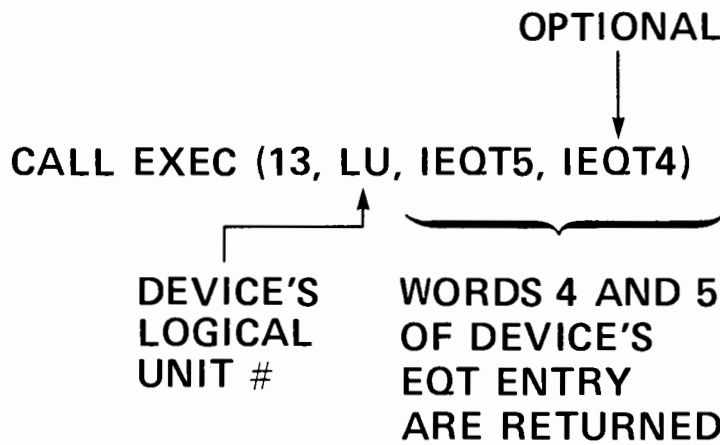 OPTIONAL
CALL EXEC (13, LU, IEQT5, IEQT4)
DEVICE'S
LOGICAL
UNIT #
WORDS 4 AND 5
OF DEVICE'S
EQT ENTRY
ARE RETURNED